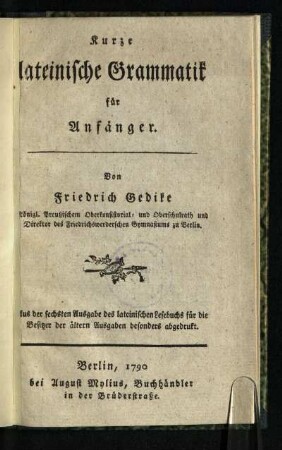 Kurze
lateinische Grammatik
für
Anfänger.
Von
Friedrich Gedike
Königl. Preußischem Oberkonsistorial- und Oberschulrath und
Direktor des Friedrichswerderschen Gymnasiums zu Berlin.
Aus der sechsten Ausgabe des lateinischen Lesebuchs für die
Besitzer der ältern Ausgaben besonders abgedrukt.
Berlin, 1790
bei August Mylius, Buchhändler
in der Brüderstraße.